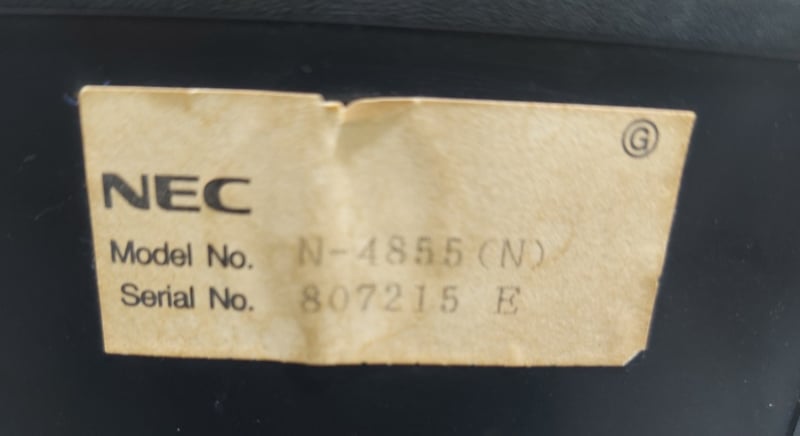 Ⓖ
NEC
Model No. N-4855(N)
Serial No. 807215 E